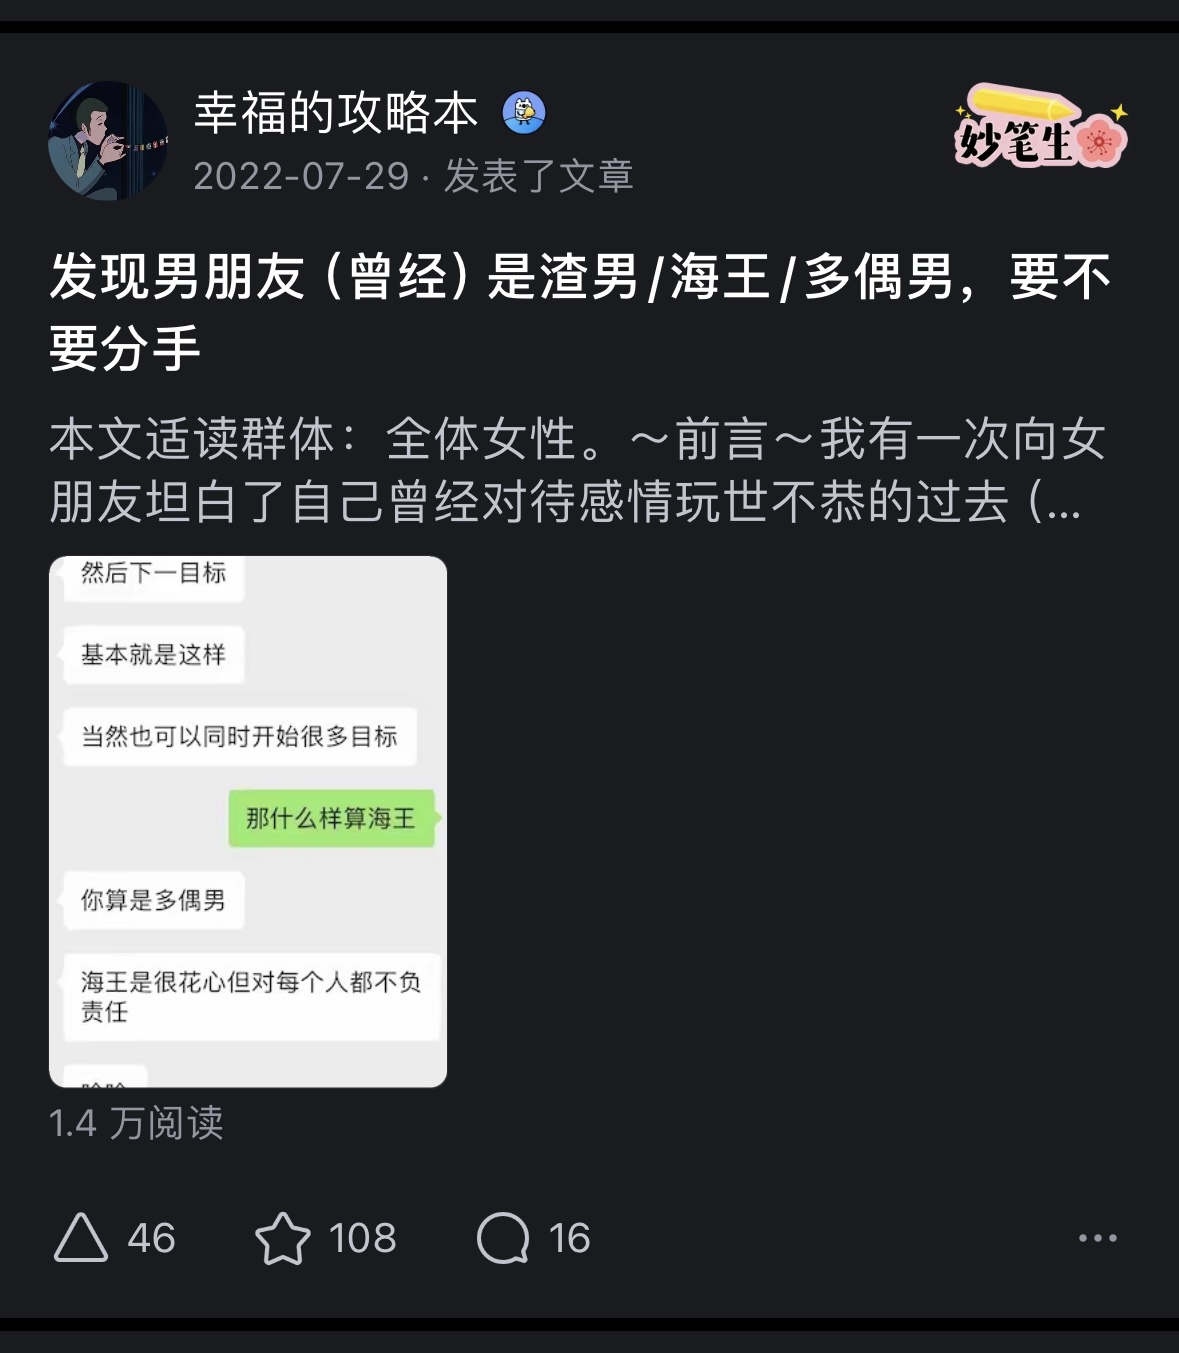 幸福的攻略本
2022-07-29 · 发表了文章
妙笔生
发现男朋友（曾经）是渣男/海王/多偶男，要不
要分手
本文适读群体：全体女性。～前言～我有一次向女
朋友坦白了自己曾经对待感情玩世不恭的过去（...
然后下一目标
基本就是这样
当然也可以同时开始很多目标
那什么样算海王
你算是多偶男
海王是很花心但对每个人都不负
责任
1.4 万阅读
46
108
16